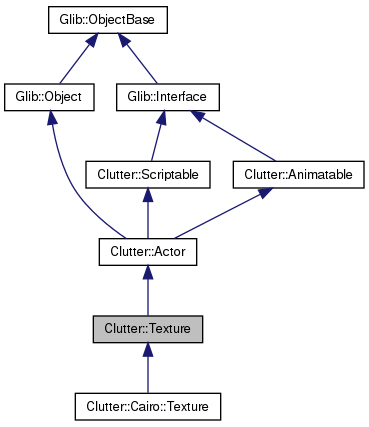 Glib::ObjectBase
Glib::Object
Glib::Interface
Clutter::Scriptable
Clutter::Animatable
Clutter::Actor
Clutter::Texture
Clutter::Cairo::Texture